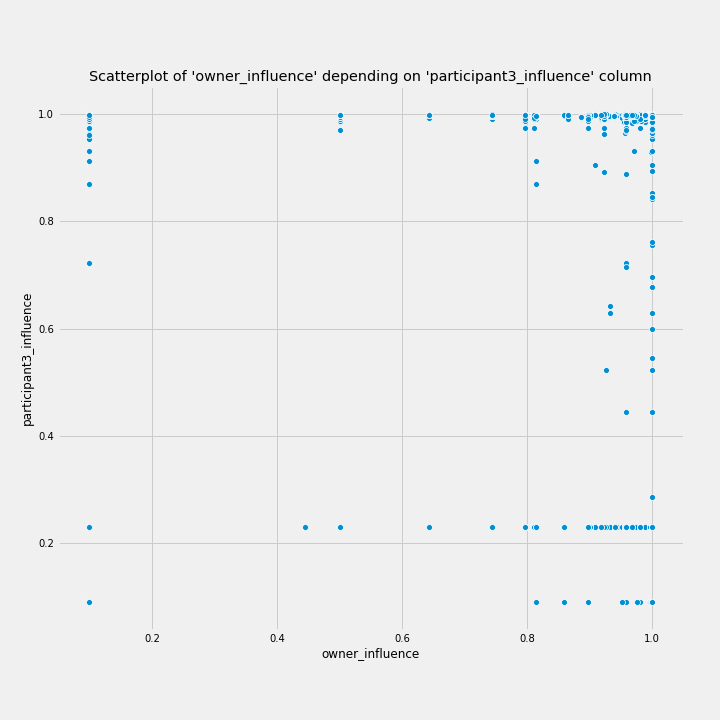 Scatterplot of 'owner_influence' depending on 'participant3_influence' column
1.0
0.8
0.6
0.4
0.2
participant3_influence
0.2 0.4 0.6 0.8 1.0
owner_influence